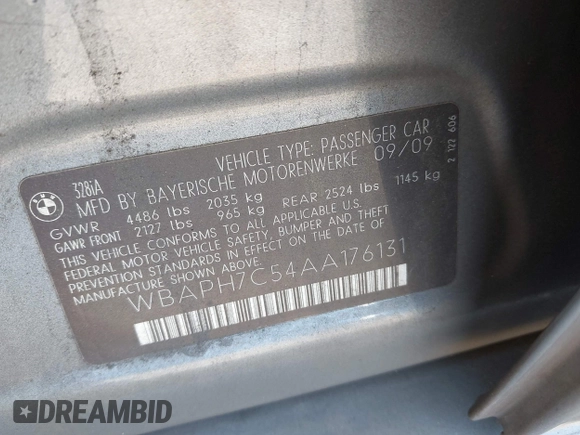 BMW
328iA
VEHICLE TYPE: PASSENGER CAR
MFD BY BAYERISCHE MOTORENWERKE 09/09
GVWR 4486 lbs 2035 kg
GAWR FRONT 2127 lbs 965 kg REAR 2524 lbs 1145 kg
THIS VEHICLE CONFORMS TO ALL APPLICABLE U.S.
FEDERAL MOTOR VEHICLE SAFETY, BUMPER AND THEFT
PREVENTION STANDARDS IN EFFECT ON THE DATE OF
MANUFACTURE SHOWN ABOVE.
WBAPH7C54AA176131
2 122 606
DREAMBID